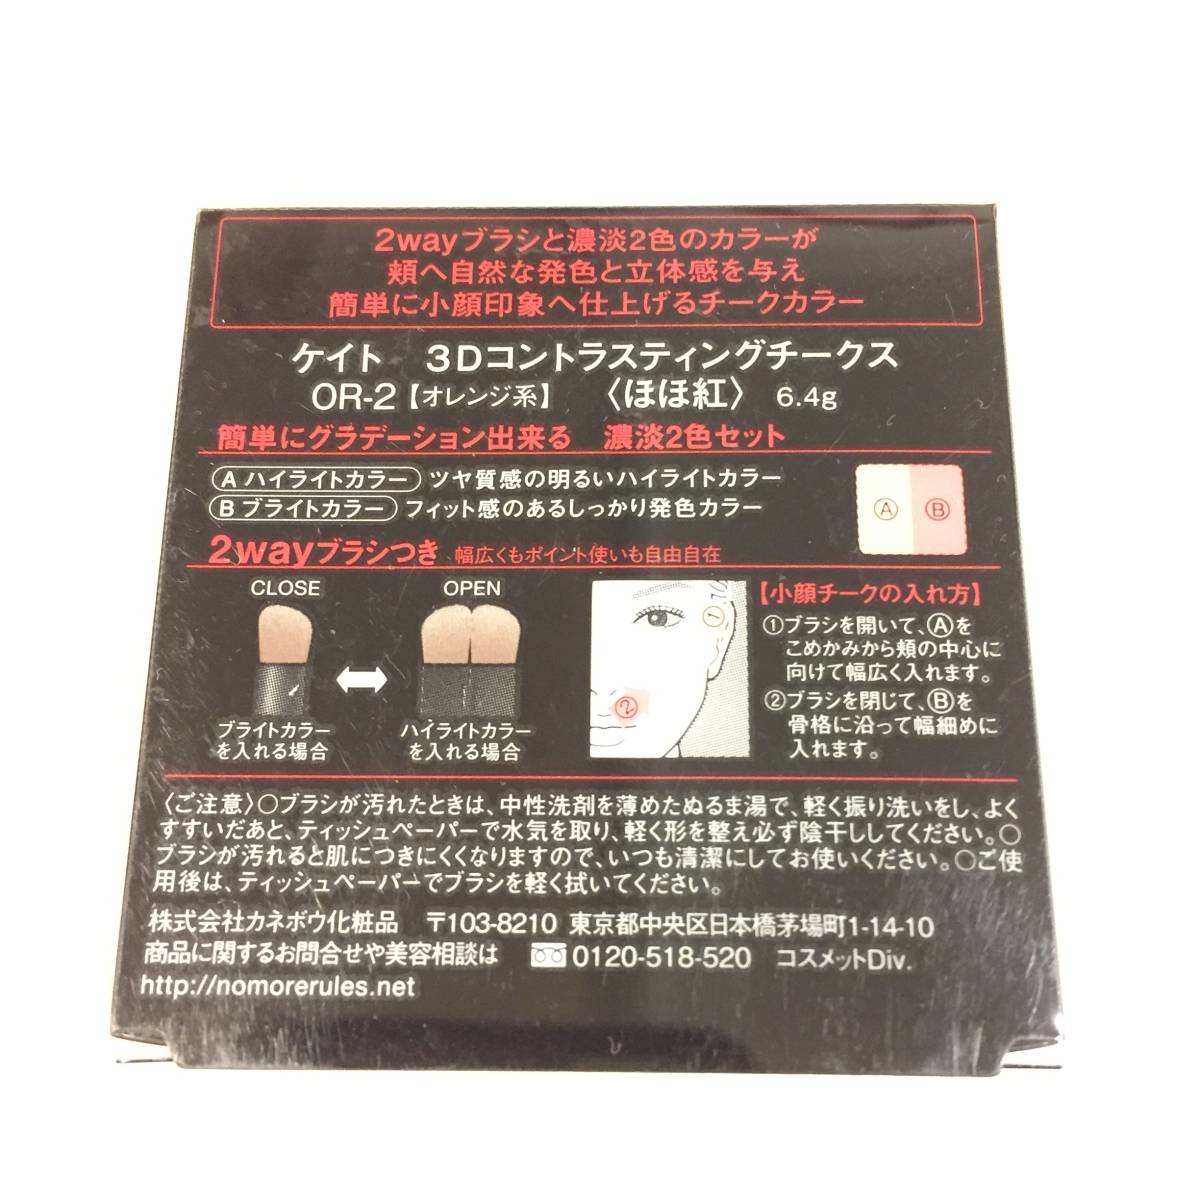 2wayブラシと濃淡2色のカラーが
頬へ自然な発色と立体感を与え
簡単に小顔印象へ仕上げるチークカラー
ケイト 3Dコントラスティングチークス
OR-2【オレンジ系】 〈ほほ紅〉 6.4g
簡単にグラデーション出来る 濃淡2色セット
A ハイライトカラー ツヤ質感の明るいハイライトカラー
B ブライトカラー フィット感のあるしっかり発色カラー
A B
2wayブラシつき 幅広くもポイント使いも自由自在
CLOSE OPEN
ブライトカラー
を入れる場合
ハイライトカラー
を入れる場合
①
②
【小顔チークの入れ方】
①ブラシを開いて、Ⓐを
こめかみから頬の中心に
向けて幅広く入れます。
②ブラシを閉じて、Ⓑを
骨格に沿って幅細めに
入れます。
〈ご注意〉○ブラシが汚れたときは、中性洗剤を薄めたぬるま湯で、軽く振り洗いをし、よく
すすいだあと、ティッシュペーパーで水気を取り、軽く形を整え必ず陰干ししてください。○
ブラシが汚れると肌につきにくくなりますので、いつも清潔にしてお使いください。○ご使
用後は、ティッシュペーパーでブラシを軽く拭いてください。
株式会社カネボウ化粧品 〒103-8210 東京都中央区日本橋茅場町1-14-10
商品に関するお問合せや美容相談は 0120-518-520 コスメットDiv.
http://nomorerules.net